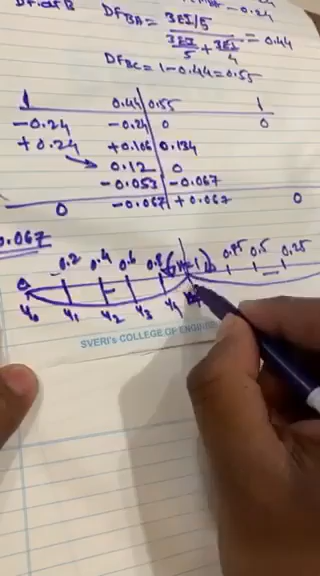 DF at B DFBA = 3EI/5 / 3EI/5 + 3EI/4 = 0.44
DFBC = 1-0.44 = 0.55
1 0.44 0.55 1
-0.24 -0.24 0 0
+0.24 +0.106 0.134
0.12 0
-0.053 -0.067
0 -0.067 +0.067 0
0.067
0 0.2 0.4 0.6 0.8 0.75 0.5 0.25
y0 y1 y2 y3 y4
SVERI's COLLEGE OF ENGINE